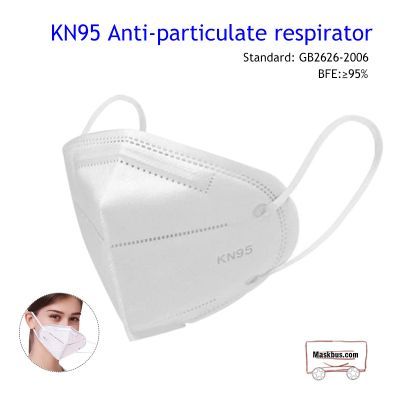 KN95 Anti-particulate respirator
Standard: GB2626-2006
BFE:≥95%
KN95
Maskbus.com